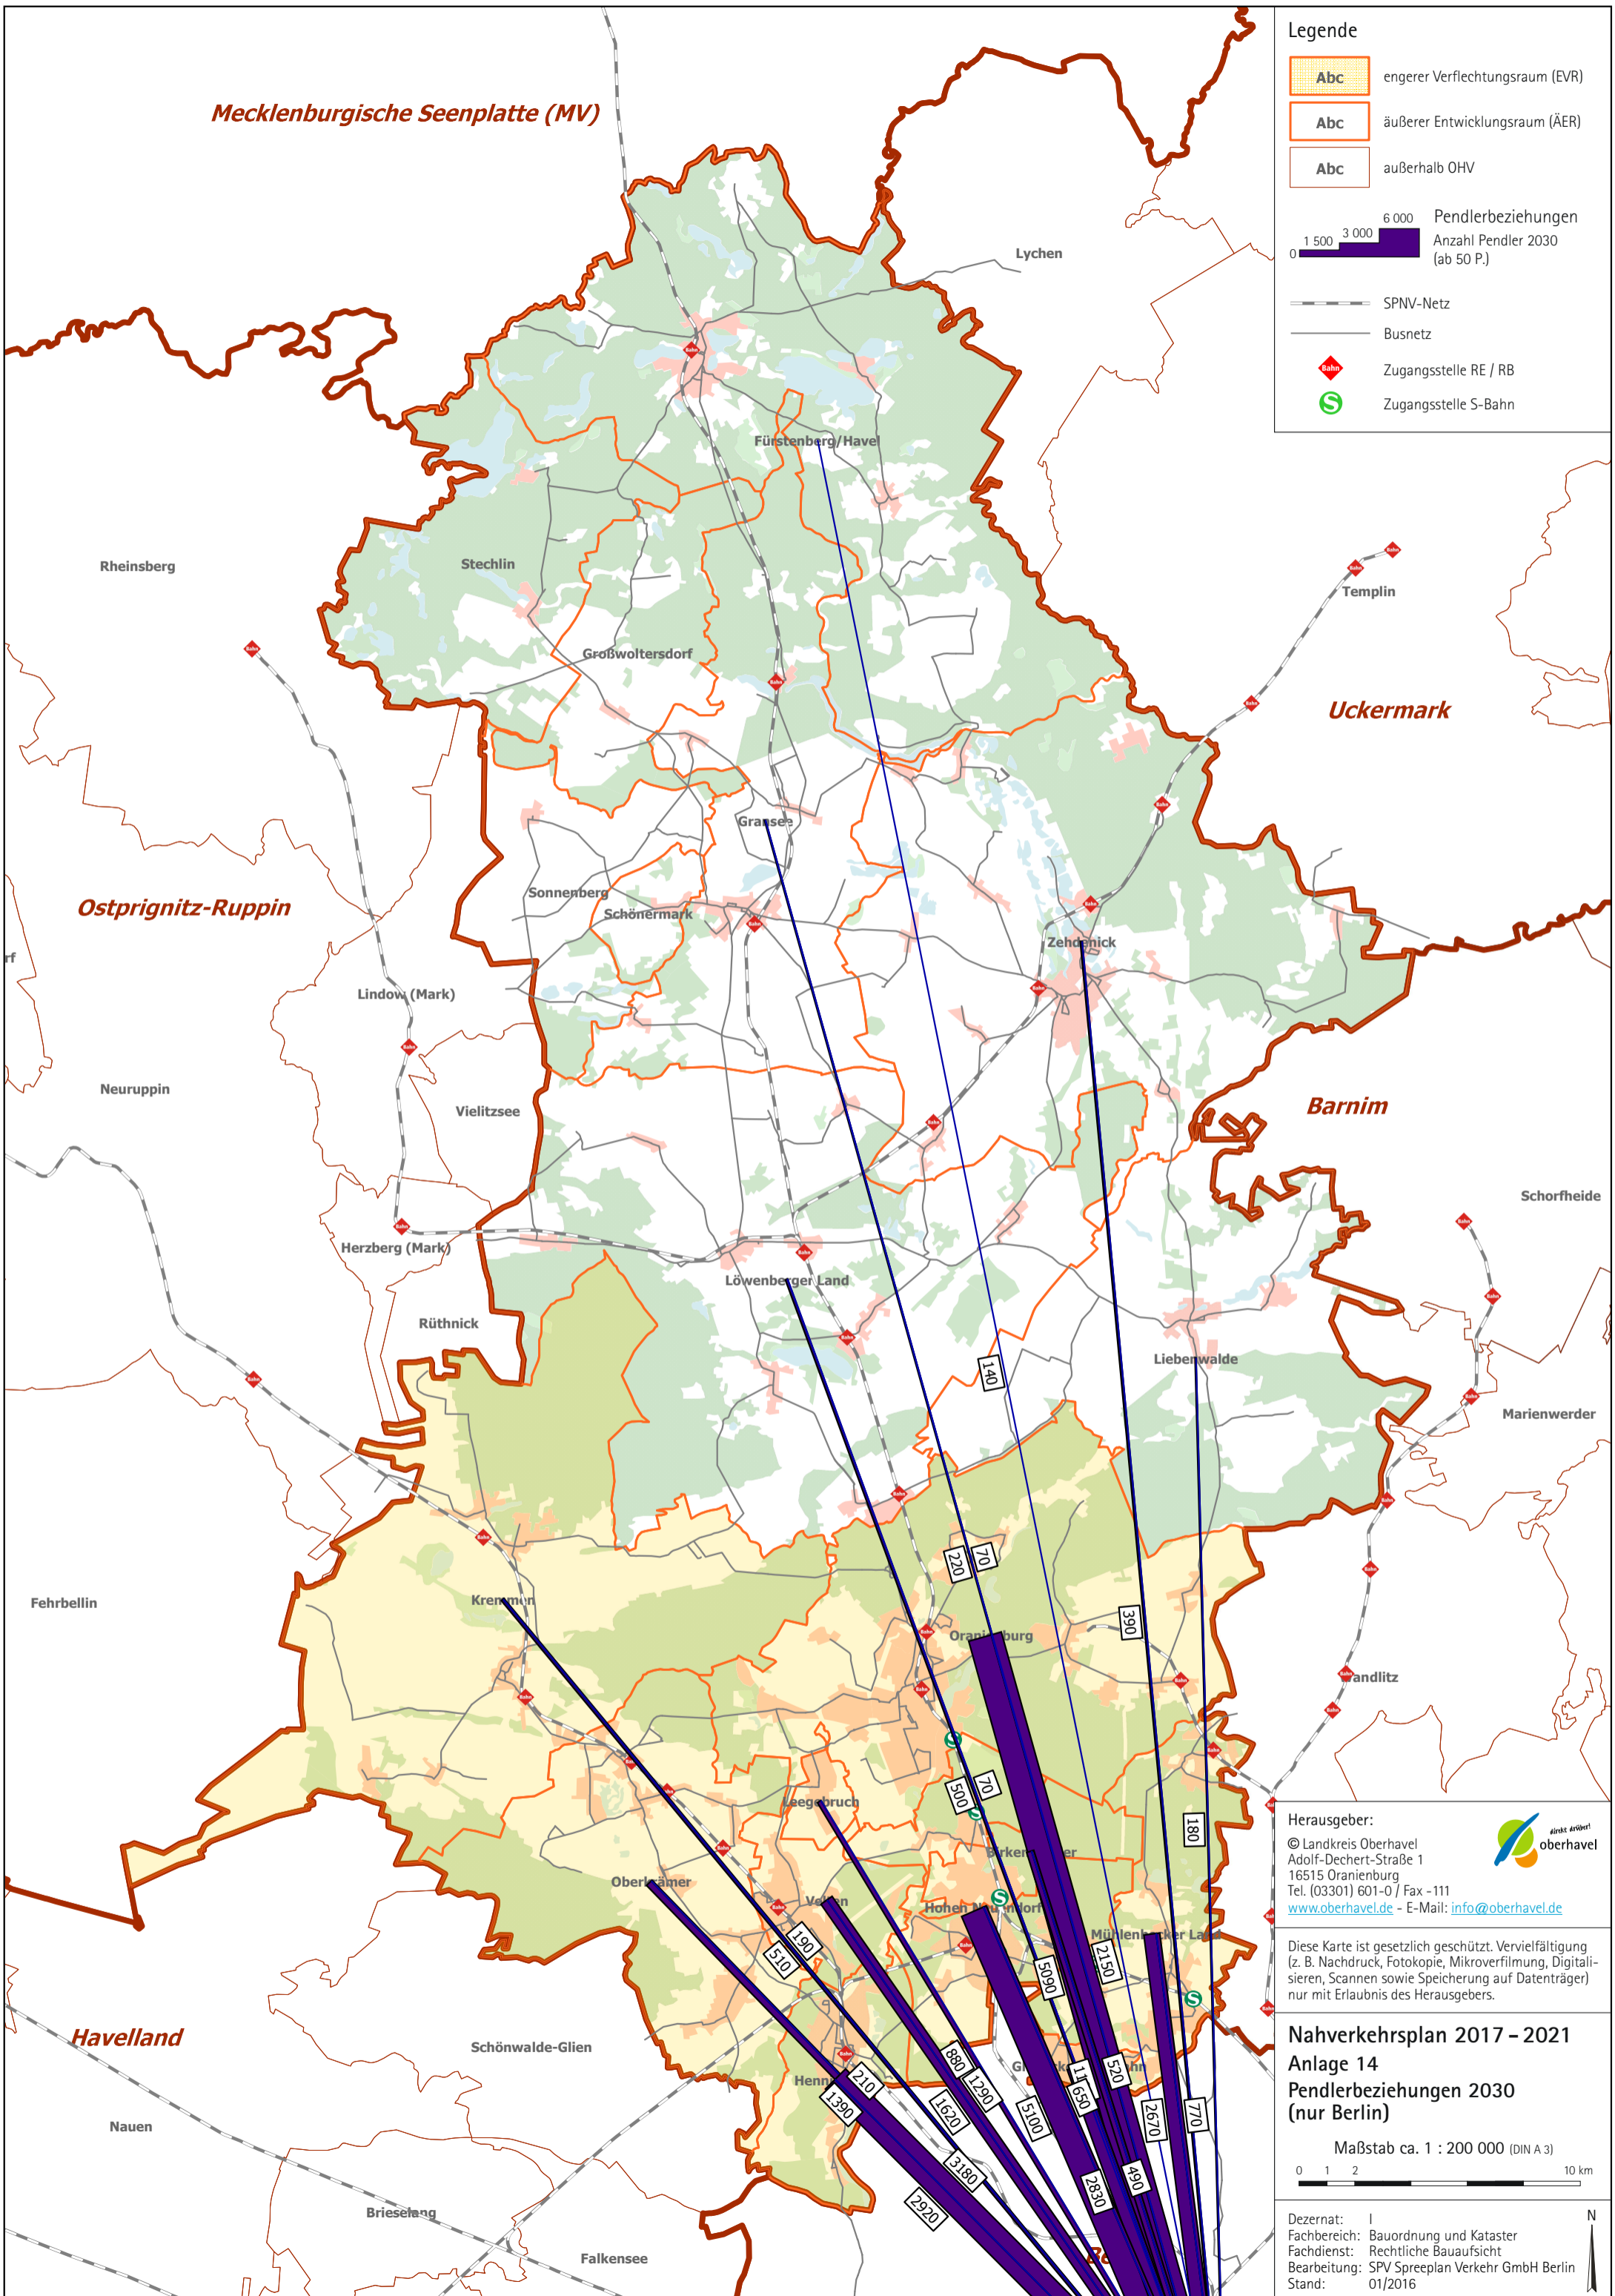 Legende
Abc engerer Verflechtungsraum (EVR)
Abc äußerer Entwicklungsraum (ÄER)
Abc außerhalb OHV
0 1 500 3 000 6 000 Pendlerbeziehungen
Anzahl Pendler 2030
(ab 50 P.)
SPNV-Netz
Busnetz
Bahn Zugangsstelle RE / RB
S Zugangsstelle S-Bahn
Mecklenburgische Seenplatte (MV)
Lychen
Fürstenberg/Havel
Rheinsberg
Stechlin
Templin
Großwoltersdorf
Uckermark
Gransee
Sonnenberg
Schönermark
Ostprignitz-Ruppin
Zehdenick
rf
Lindow (Mark)
Neuruppin
Vielitzsee
Barnim
Schorfheide
Herzberg (Mark)
Löwenberger Land
Rüthnick
Liebenwalde
140
Marienwerder
220
70
Fehrbellin
Kremmen
390
Oranienburg
andlitz
500
70
Leegebruch
180
Oberkrämer
Velten
Hohen Neuendorf
Mühlenbecker Land
190
510
5090
2150
Havelland
Schönwalde-Glien
880
1290
650
520
210
1390
1620
5100
2670
770
Nauen
3180
2830
490
2920
Brieselang
Falkensee
Herausgeber:
© Landkreis Oberhavel
Adolf-Dechert-Straße 1
16515 Oranienburg
Tel. (03301) 601-0 / Fax -111
www.oberhavel.de - E-Mail: info@oberhavel.de
direkt drüber!
oberhavel
Diese Karte ist gesetzlich geschützt. Vervielfältigung
(z. B. Nachdruck, Fotokopie, Mikroverfilmung, Digitali-
sieren, Scannen sowie Speicherung auf Datenträger)
nur mit Erlaubnis des Herausgebers.
Nahverkehrsplan 2017 – 2021
Anlage 14
Pendlerbeziehungen 2030
(nur Berlin)
Maßstab ca. 1 : 200 000 (DIN A 3)
0 1 2 10 km
N
Dezernat: I
Fachbereich: Bauordnung und Kataster
Fachdienst: Rechtliche Bauaufsicht
Bearbeitung: SPV Spreeplan Verkehr GmbH Berlin
Stand: 01/2016